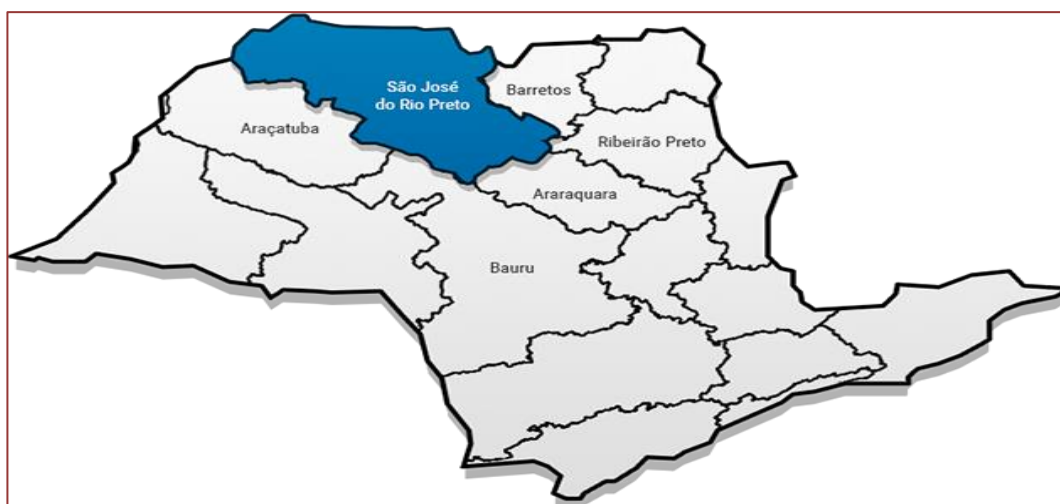 São José
do Rio Preto
Barretos
Araçatuba
Ribeirão Preto
Araraquara
Bauru